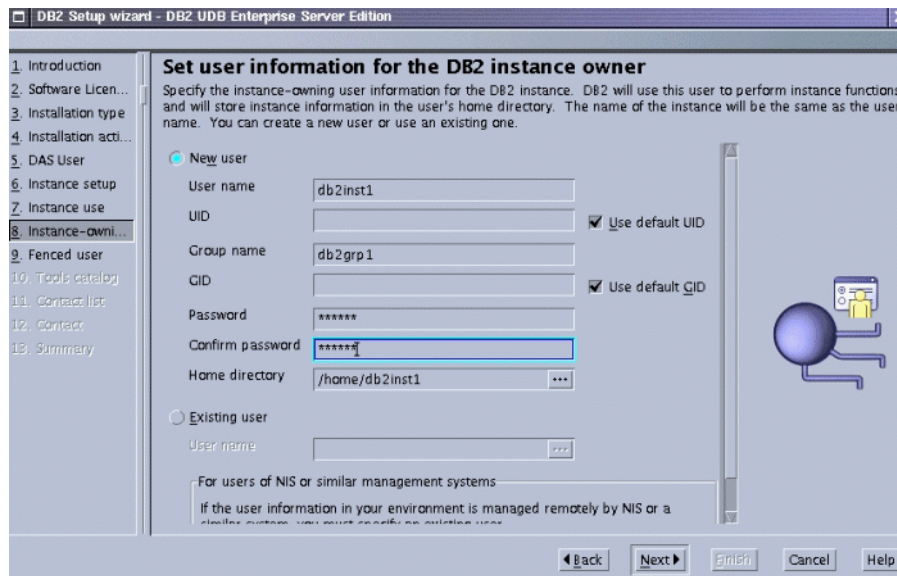 DB2 Setup wizard - DB2 UDB Enterprise Server Edition
1. Introduction
2. Software Licen...
3. Installation type
4. Installation acti...
5. DAS User
6. Instance setup
7. Instance use
8. Instance-owni...
9. Fenced user
10. Tools catalog
11. Contact list
12. Contact
13. Summary
Set user information for the DB2 instance owner
Specify the instance-owning user information for the DB2 instance. DB2 will use this user to perform instance functions
and will store instance information in the user's home directory. The name of the instance will be the same as the user
name. You can create a new user or use an existing one.
New user
User name db2inst1
UID Use default UID
Group name db2grp1
GID Use default GID
Password ******
Confirm password ******
Home directory /home/db2inst1 ...
Existing user
User name ...
For users of NIS or similar management systems
If the user information in your environment is managed remotely by NIS or a
similar system, you must specify an existing user.
Back Next Finish Cancel Help